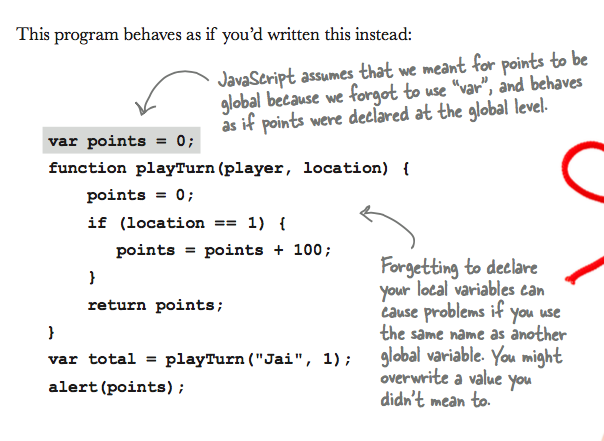 This program behaves as if you’d written this instead:
JavaScript assumes that we meant for points to be
global because we forgot to use “var”, and behaves
as if points were declared at the global level.
var points = 0;
function playTurn(player, location) {
points = 0;
if (location == 1) {
points = points + 100;
}
return points;
}
var total = playTurn("Jai", 1);
alert(points);
Forgetting to declare
your local variables can
cause problems if you use
the same name as another
global variable. You might
overwrite a value you
didn’t mean to.